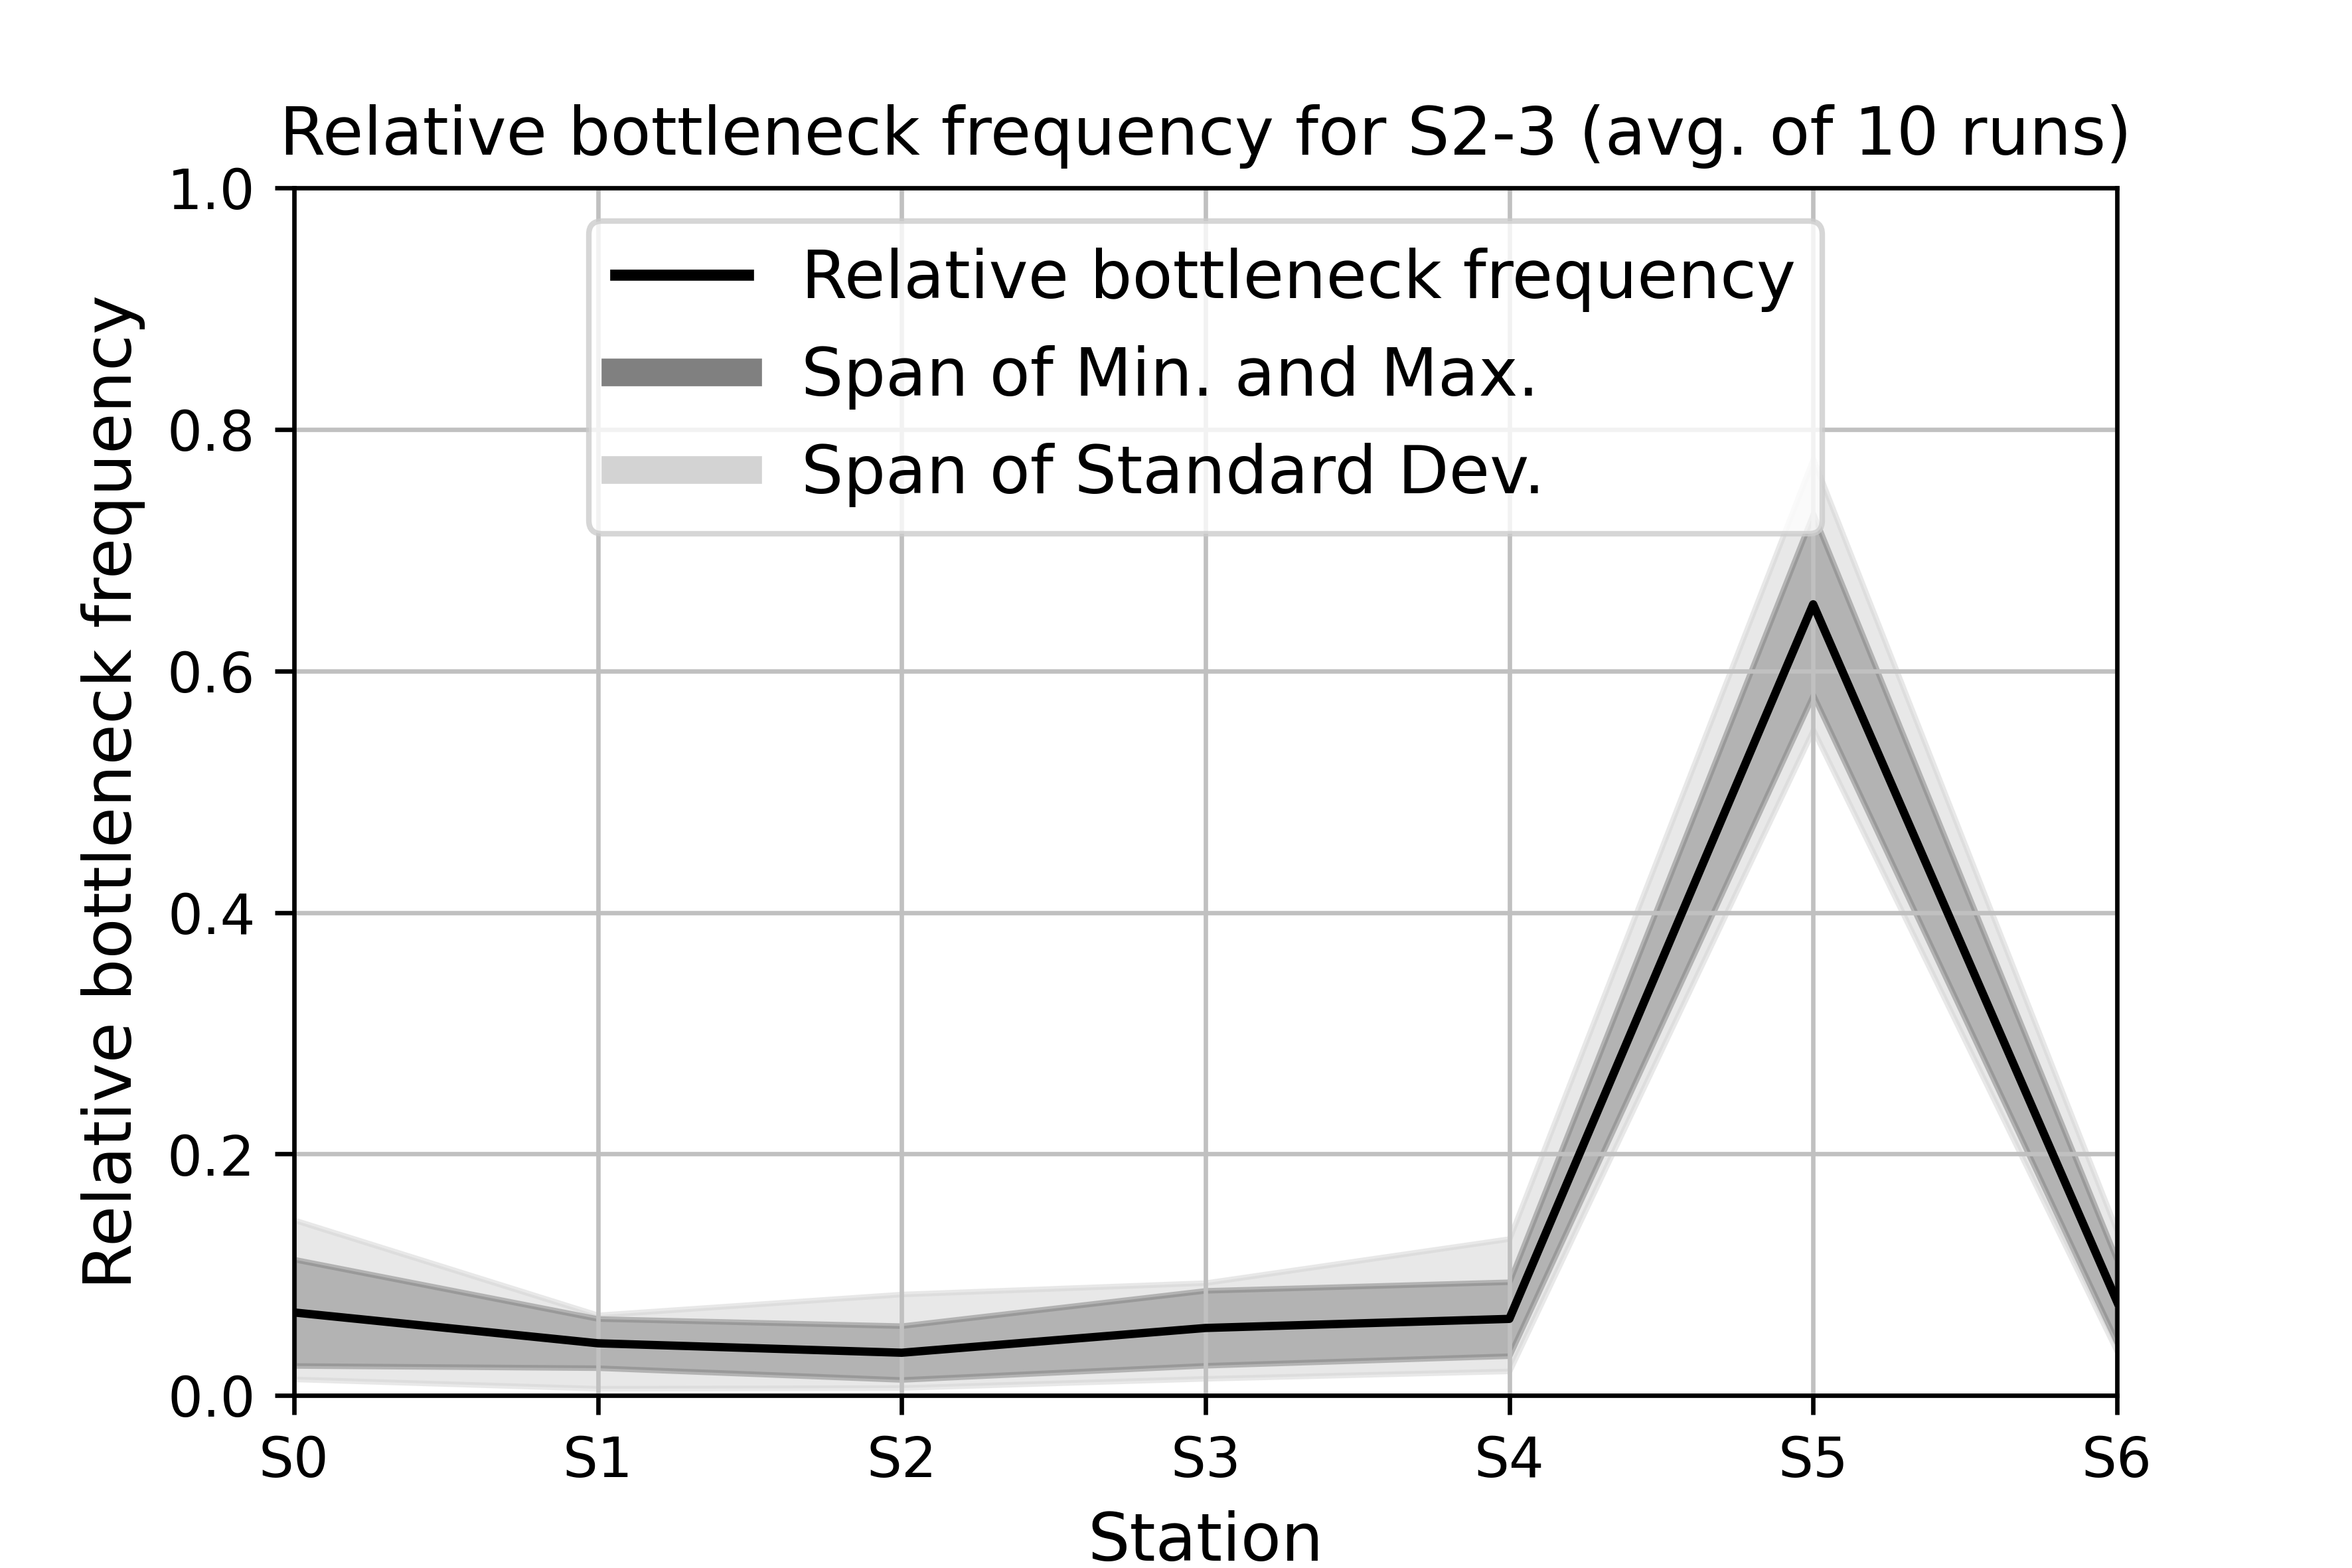 Relative bottleneck frequency for S2-3 (avg. of 10 runs)
1.0
0.8
0.6
0.4
0.2
0.0
Relative bottleneck frequency
Relative bottleneck frequency
Span of Min. and Max.
Span of Standard Dev.
S0 S1 S2 S3 S4 S5 S6
Station